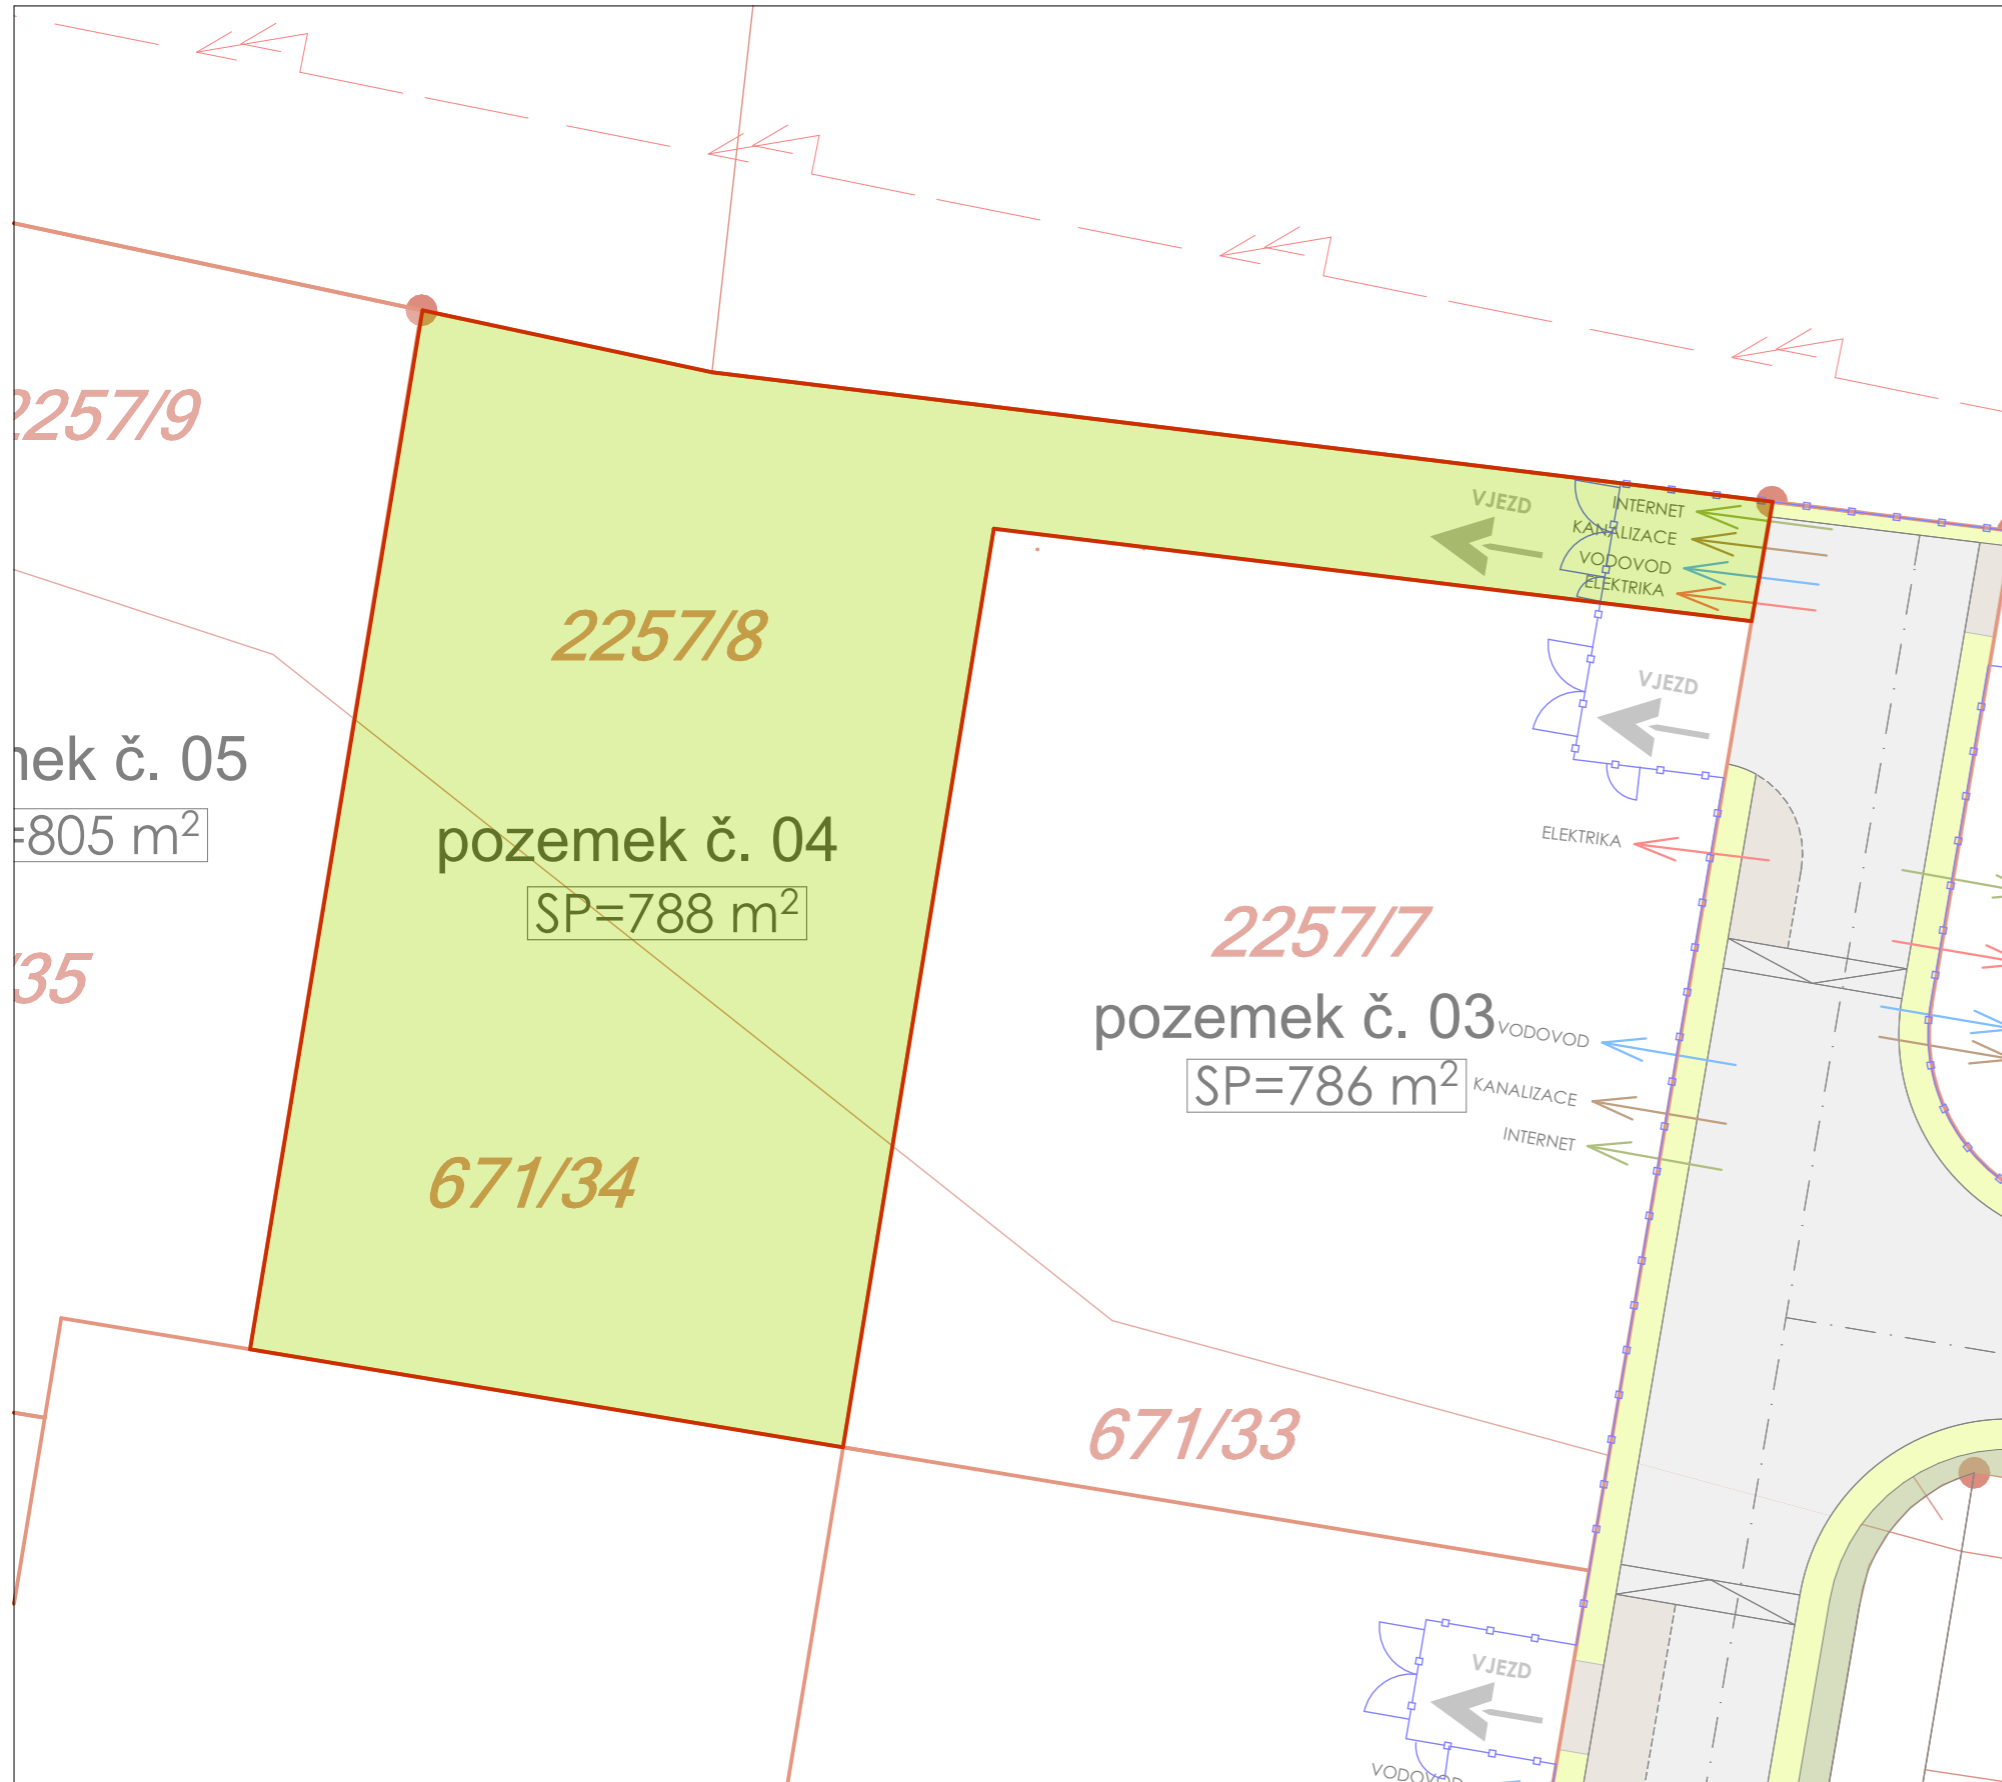 2257/9
č. 05
=805 m²
/35
2257/8
pozemek č. 04
SP=788 m²
671/34
VJEZD
INTERNET
KANALIZACE
VODOVOD
ELEKTRIKA
VJEZD
ELEKTRIKA
2257/7
pozemek č. 03
SP=786 m²
VODOVOD
KANALIZACE
INTERNET
671/33
VJEZD
VODOVOD